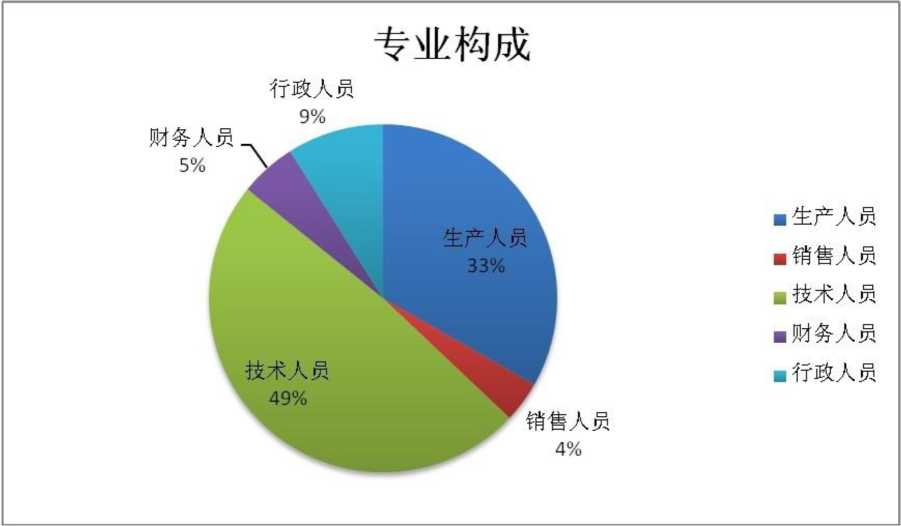 专业构成
行政人员
9%
财务人员
5%
生产人员
33%
技术人员
49%
销售人员
4%
生产人员
销售人员
技术人员
财务人员
行政人员